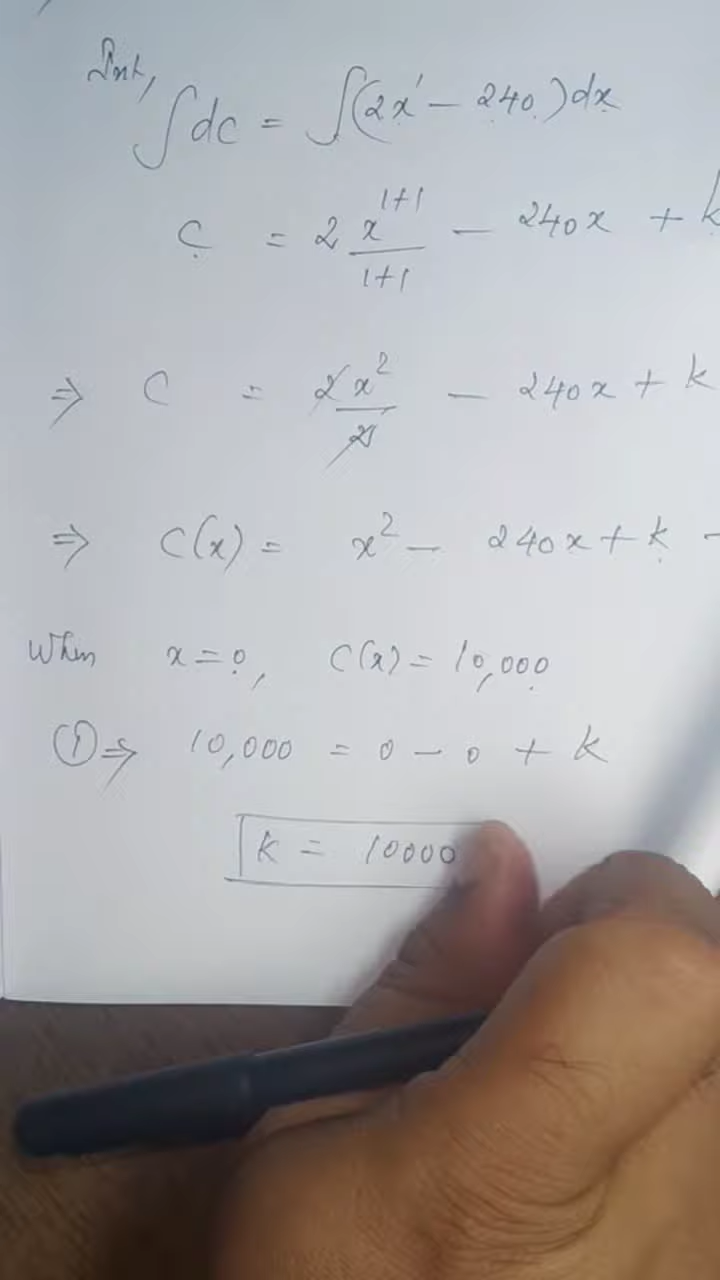 Int,
∫dc = ∫(2x¹ - 240)dx
C = 2 x^(1+1)/(1+1) - 240x + k
⇒ C = 2x²/2 - 240x + k
⇒ C(x) = x² - 240x + k -
When x=0, C(x) = 10,000
① ⇒ 10,000 = 0 - 0 + k
k = 10000